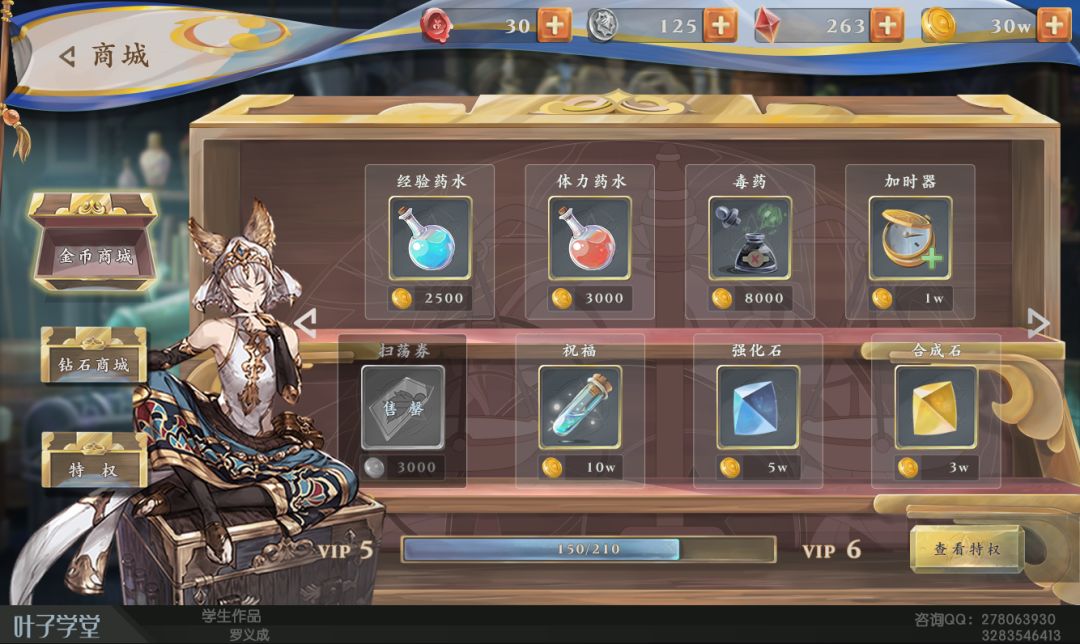 商城
30
125
263
30w
经验药水
体力药水
毒药
加时器
2500
3000
8000
1w
金币商城
钻石商城
特权
扫荡券
祝福
强化石
合成石
售罄
3000
10w
5w
3w
VIP 5
150/210
VIP 6
查看特权
叶子学堂
学生作品
罗义成
咨询QQ：278063930
3283546413